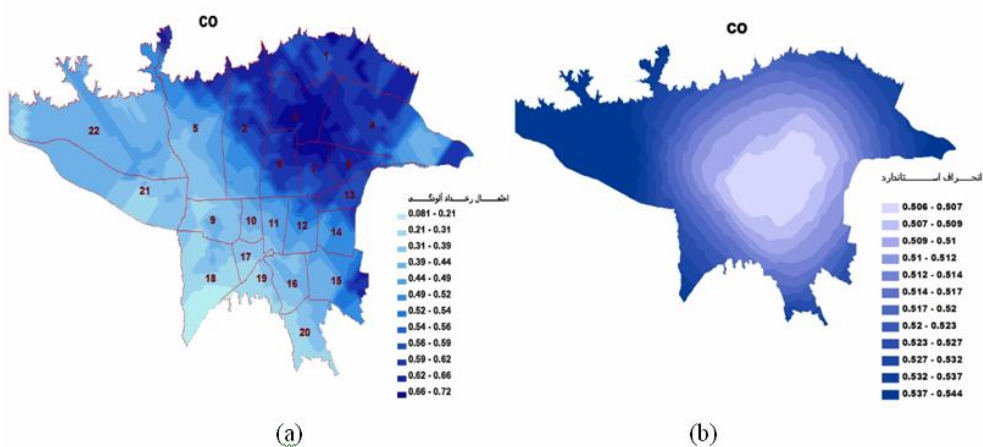 CO
1
2
3
4
5
6
7
8
22
21
9
10
11
12
13
14
17
18
19
16
15
20
احتمال رخداد آلودگی
0.081 - 0.21
0.21 - 0.31
0.31 - 0.39
0.39 - 0.44
0.44 - 0.49
0.49 - 0.52
0.52 - 0.54
0.54 - 0.56
0.56 - 0.59
0.59 - 0.62
0.62 - 0.66
0.66 - 0.72
(a)
CO
انحراف استاندارد
0.506 - 0.507
0.507 - 0.509
0.509 - 0.51
0.51 - 0.512
0.512 - 0.514
0.514 - 0.517
0.517 - 0.52
0.52 - 0.523
0.523 - 0.527
0.527 - 0.532
0.532 - 0.537
0.537 - 0.544
(b)